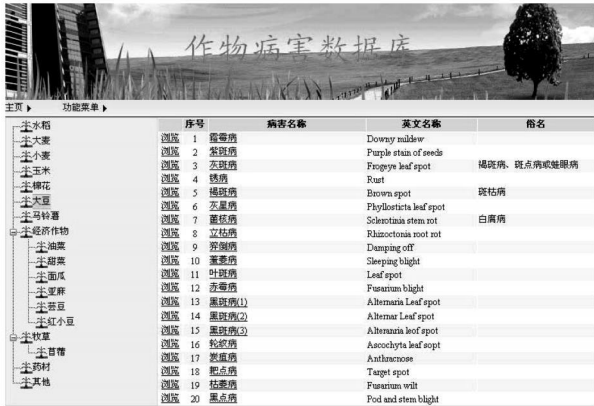 作物病害数据库
主页 功能菜单
水稻
大麦
小麦
玉米
棉花
大豆
马铃薯
经济作物
油菜
甜菜
面瓜
亚麻
芸豆
红小豆
牧草
苜蓿
药材
其他
序号 病害名称 英文名称 俗名
浏览 1 霜霉病 Downy mildew
浏览 2 紫斑病 Purple stain of seeds
浏览 3 灰斑病 Frogeye leaf spot 褐斑病、斑点病或蛙眼病
浏览 4 锈病 Rust
浏览 5 褐斑病 Brown spot 斑枯病
浏览 6 灰星病 Phyllosticta leaf spot
浏览 7 菌核病 Sclerotinia stem rot 白腐病
浏览 8 立枯病 Rhizoctonia root rot
浏览 9 猝倒病 Damping off
浏览 10 萎病 Sleeping blight
浏览 11 叶斑病 Leaf spot
浏览 12 赤霉病 Fusarium blight
浏览 13 黑斑病(1) Alternaria Leaf spot
浏览 14 黑斑病(2) Alternar Leaf spot
浏览 15 黑斑病(3) Alteranria leof spot
浏览 16 轮纹病 Ascochyta leaf sopt
浏览 17 炭疽病 Anthracnose
浏览 18 靶点病 Target spot
浏览 19 枯萎病 Fusarium wilt
浏览 20 黑点病 Pod and stem blight